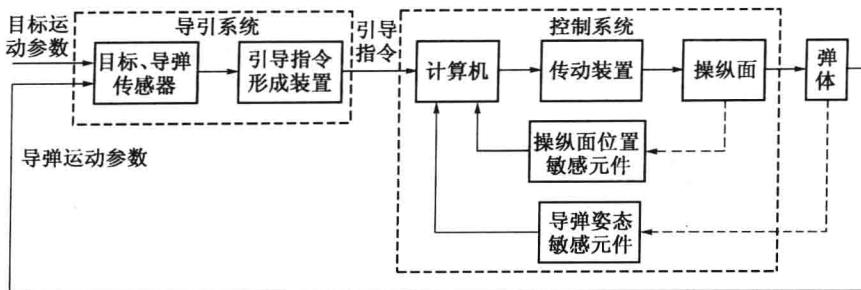 导引系统
控制系统
目标运
动参数
目标、导弹
传感器
引导指令
形成装置
引导
指令
计算机
传动装置
操纵面
弹
体
操纵面位置
敏感元件
导弹运动参数
导弹姿态
敏感元件